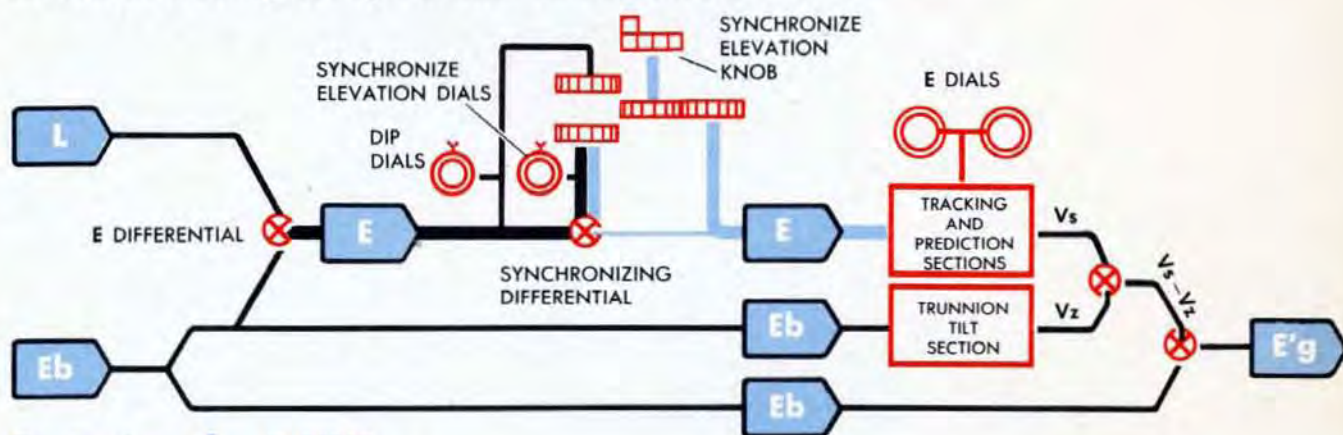 SYNCHRONIZE
ELEVATION
KNOB
SYNCHRONIZE
ELEVATION DIALS
E DIALS
DIP
DIALS
L
E DIFFERENTIAL
E
SYNCHRONIZING
DIFFERENTIAL
E
TRACKING
AND
PREDICTION
SECTIONS
Vs
Vs-Vz
Eb
Eb
TRUNNION
TILT
SECTION
Vz
Eb
E'g